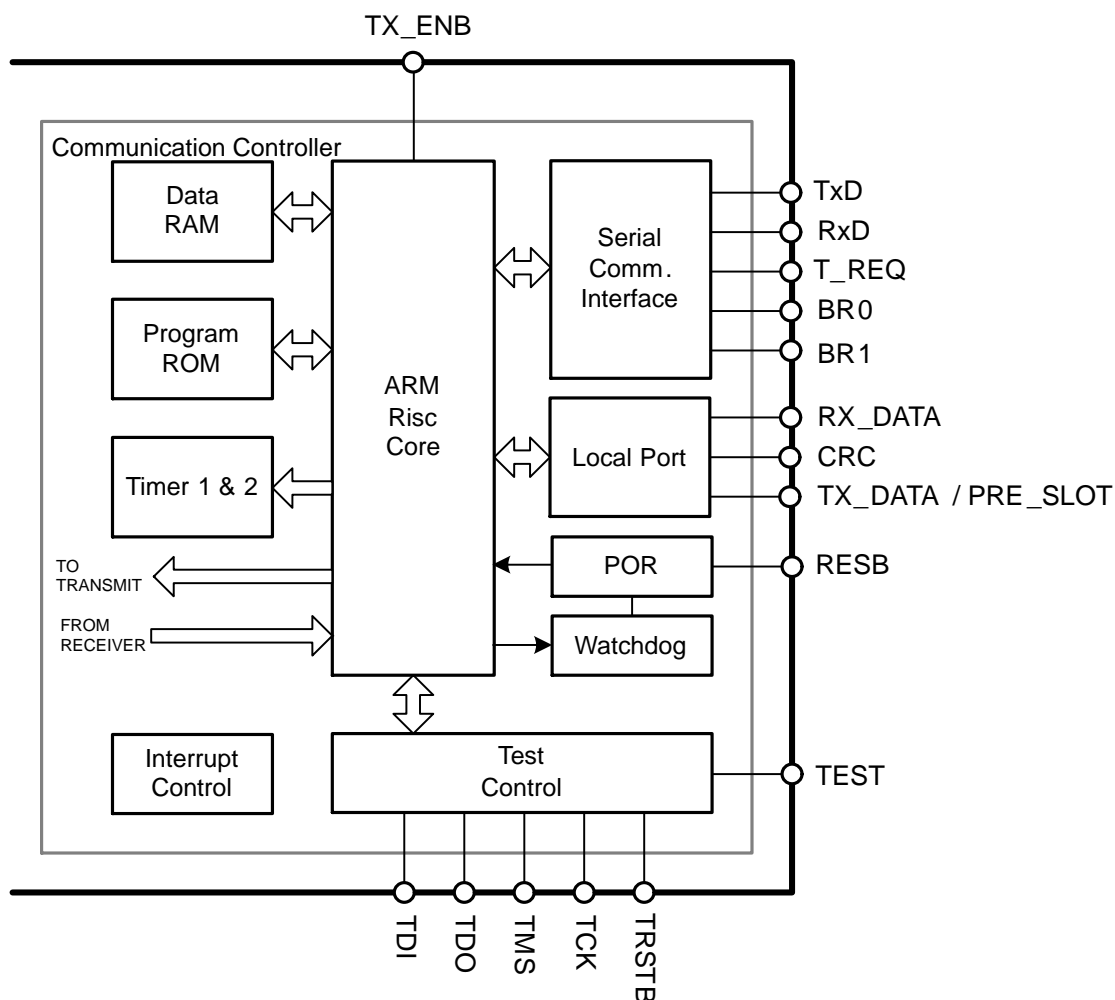 TX_ENB
Communication Controller
Data
RAM
Program
ROM
Timer 1 & 2
TO
TRANSMIT
FROM
RECEIVER
Interrupt
Control
ARM
Risc
Core
Serial
Comm.
Interface
Local Port
POR
Watchdog
Test
Control
TxD
RxD
T_REQ
BR0
BR1
RX_DATA
CRC
TX_DATA / PRE_SLOT
RESB
TEST
TDI
TDO
TMS
TCK
TRSTB